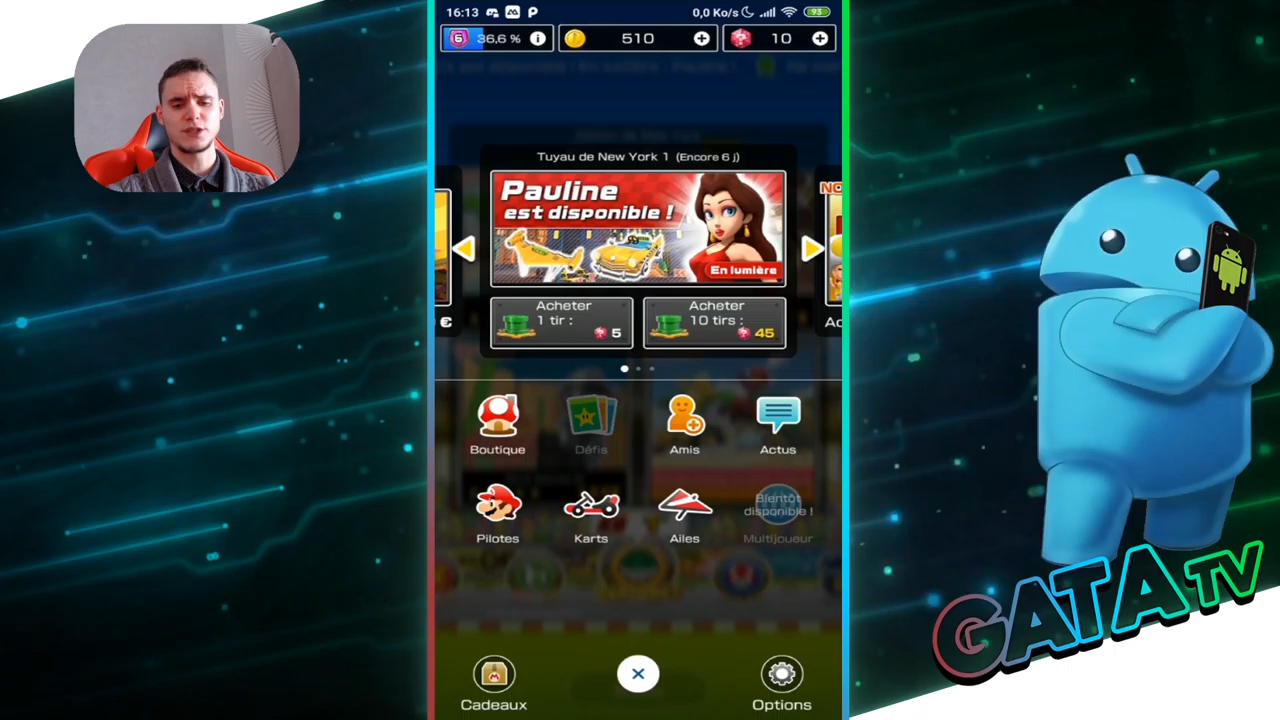 16:13
0,0 Ko/s
93
6 36,6 %
510
10
Tuyau de New York 1 (Encore 6 j)
Pauline
est disponible !
En lumière
NO
€
Acheter
1 tir :
5
Acheter
10 tirs :
45
Ac
Boutique
Défis
Amis
Actus
Bientôt
disponible !
Pilotes
Karts
Ailes
Multijoueur
Cadeaux
Options
GATA TV